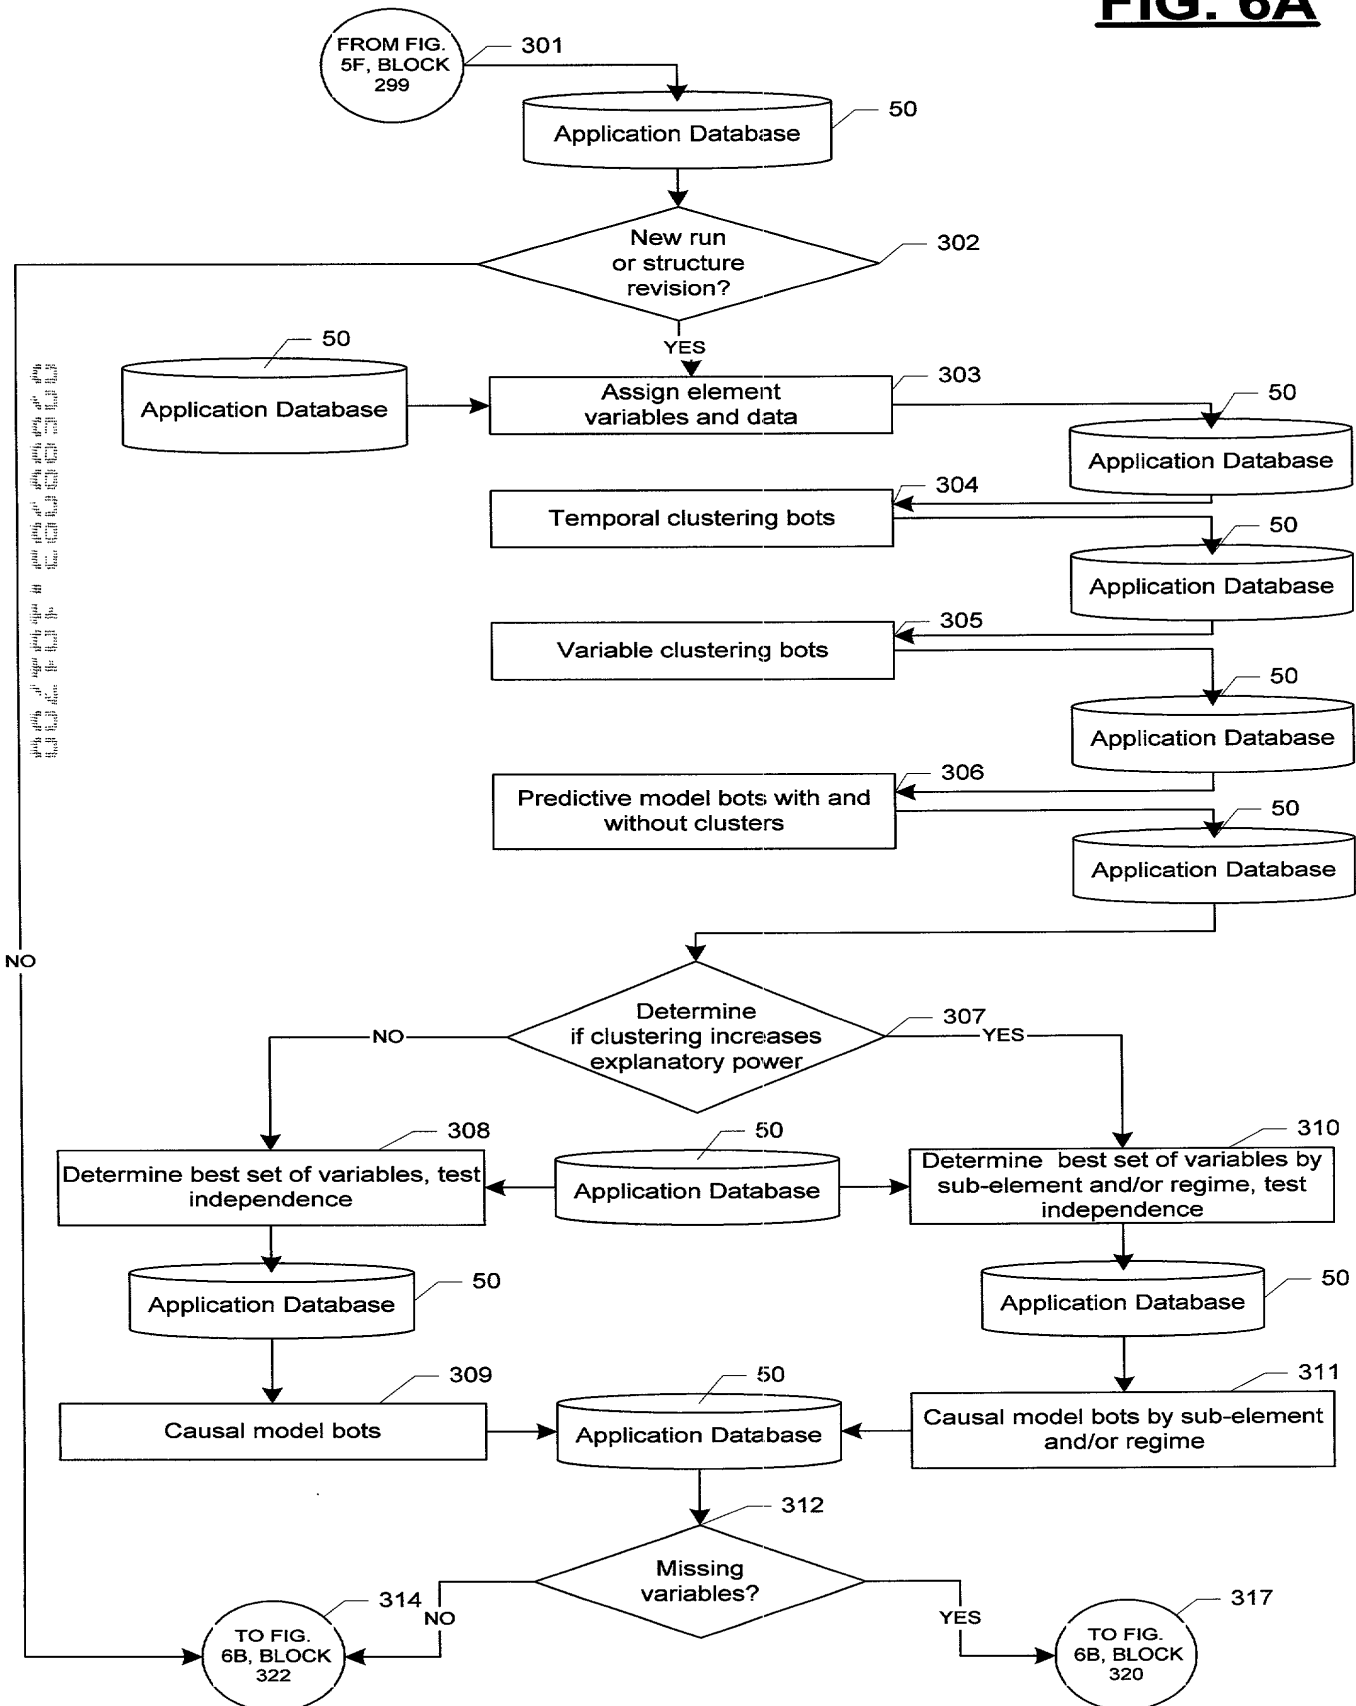 FIG. 6A
FROM FIG.
5F, BLOCK
299
301
Application Database
50
New run
or structure
revision?
302
YES
50
Application Database
Assign element
variables and data
303
50
Application Database
304
Temporal clustering bots
50
Application Database
305
Variable clustering bots
50
Application Database
306
Predictive model bots with and
without clusters
50
Application Database
NO
Determine
if clustering increases
explanatory power
307
NO
YES
308
Determine best set of variables, test
independence
50
Application Database
310
Determine best set of variables by
sub-element and/or regime, test
independence
50
Application Database
50
Application Database
309
Causal model bots
50
Application Database
311
Causal model bots by sub-element
and/or regime
312
Missing
variables?
314
NO
YES
317
TO FIG.
6B, BLOCK
322
TO FIG.
6B, BLOCK
320